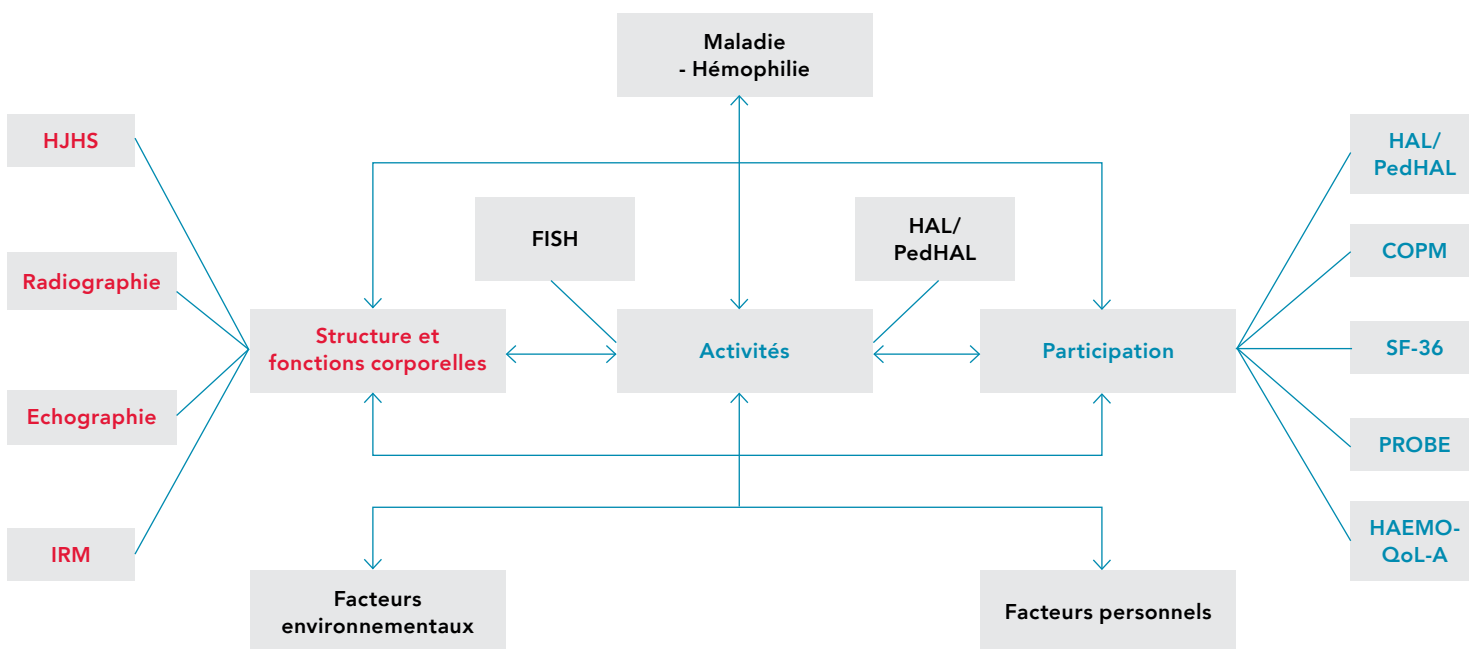 Maladie
- Hémophilie
HJHS
Radiographie
Echographie
IRM
FISH
HAL/
PedHAL
Structure et
fonctions corporelles
Activités
Participation
HAL/
PedHAL
COPM
SF-36
PROBE
HAEMO-
QoL-A
Facteurs
environnementaux
Facteurs personnels